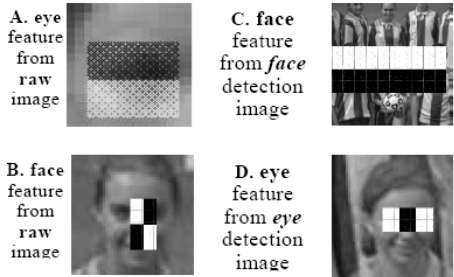 A. eye
feature
from
raw
image
C. face
feature
from face
detection
image
B. face
feature
from
raw
image
D. eye
feature
from eye
detection
image